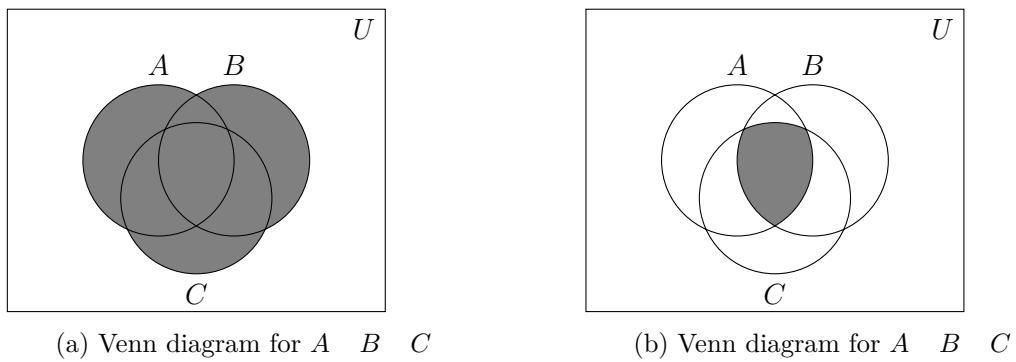 U
A B
C
(a) Venn diagram for A B C
U
A B
C
(b) Venn diagram for A B C